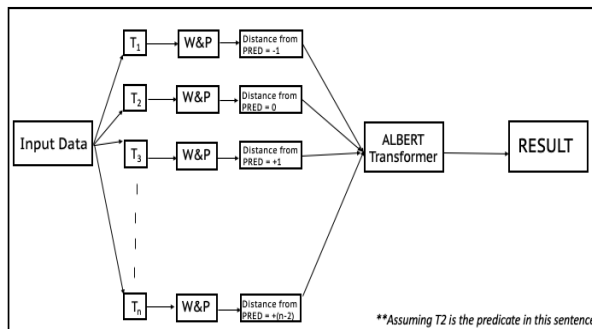 Input Data
T1
W&P
Distance from
PRED = -1
T2
W&P
Distance from
PRED = 0
T3
W&P
Distance from
PRED = +1
Tn
W&P
Distance from
PRED = +(n-2)
ALBERT
Transformer
RESULT
**Assuming T2 is the predicate in this sentence